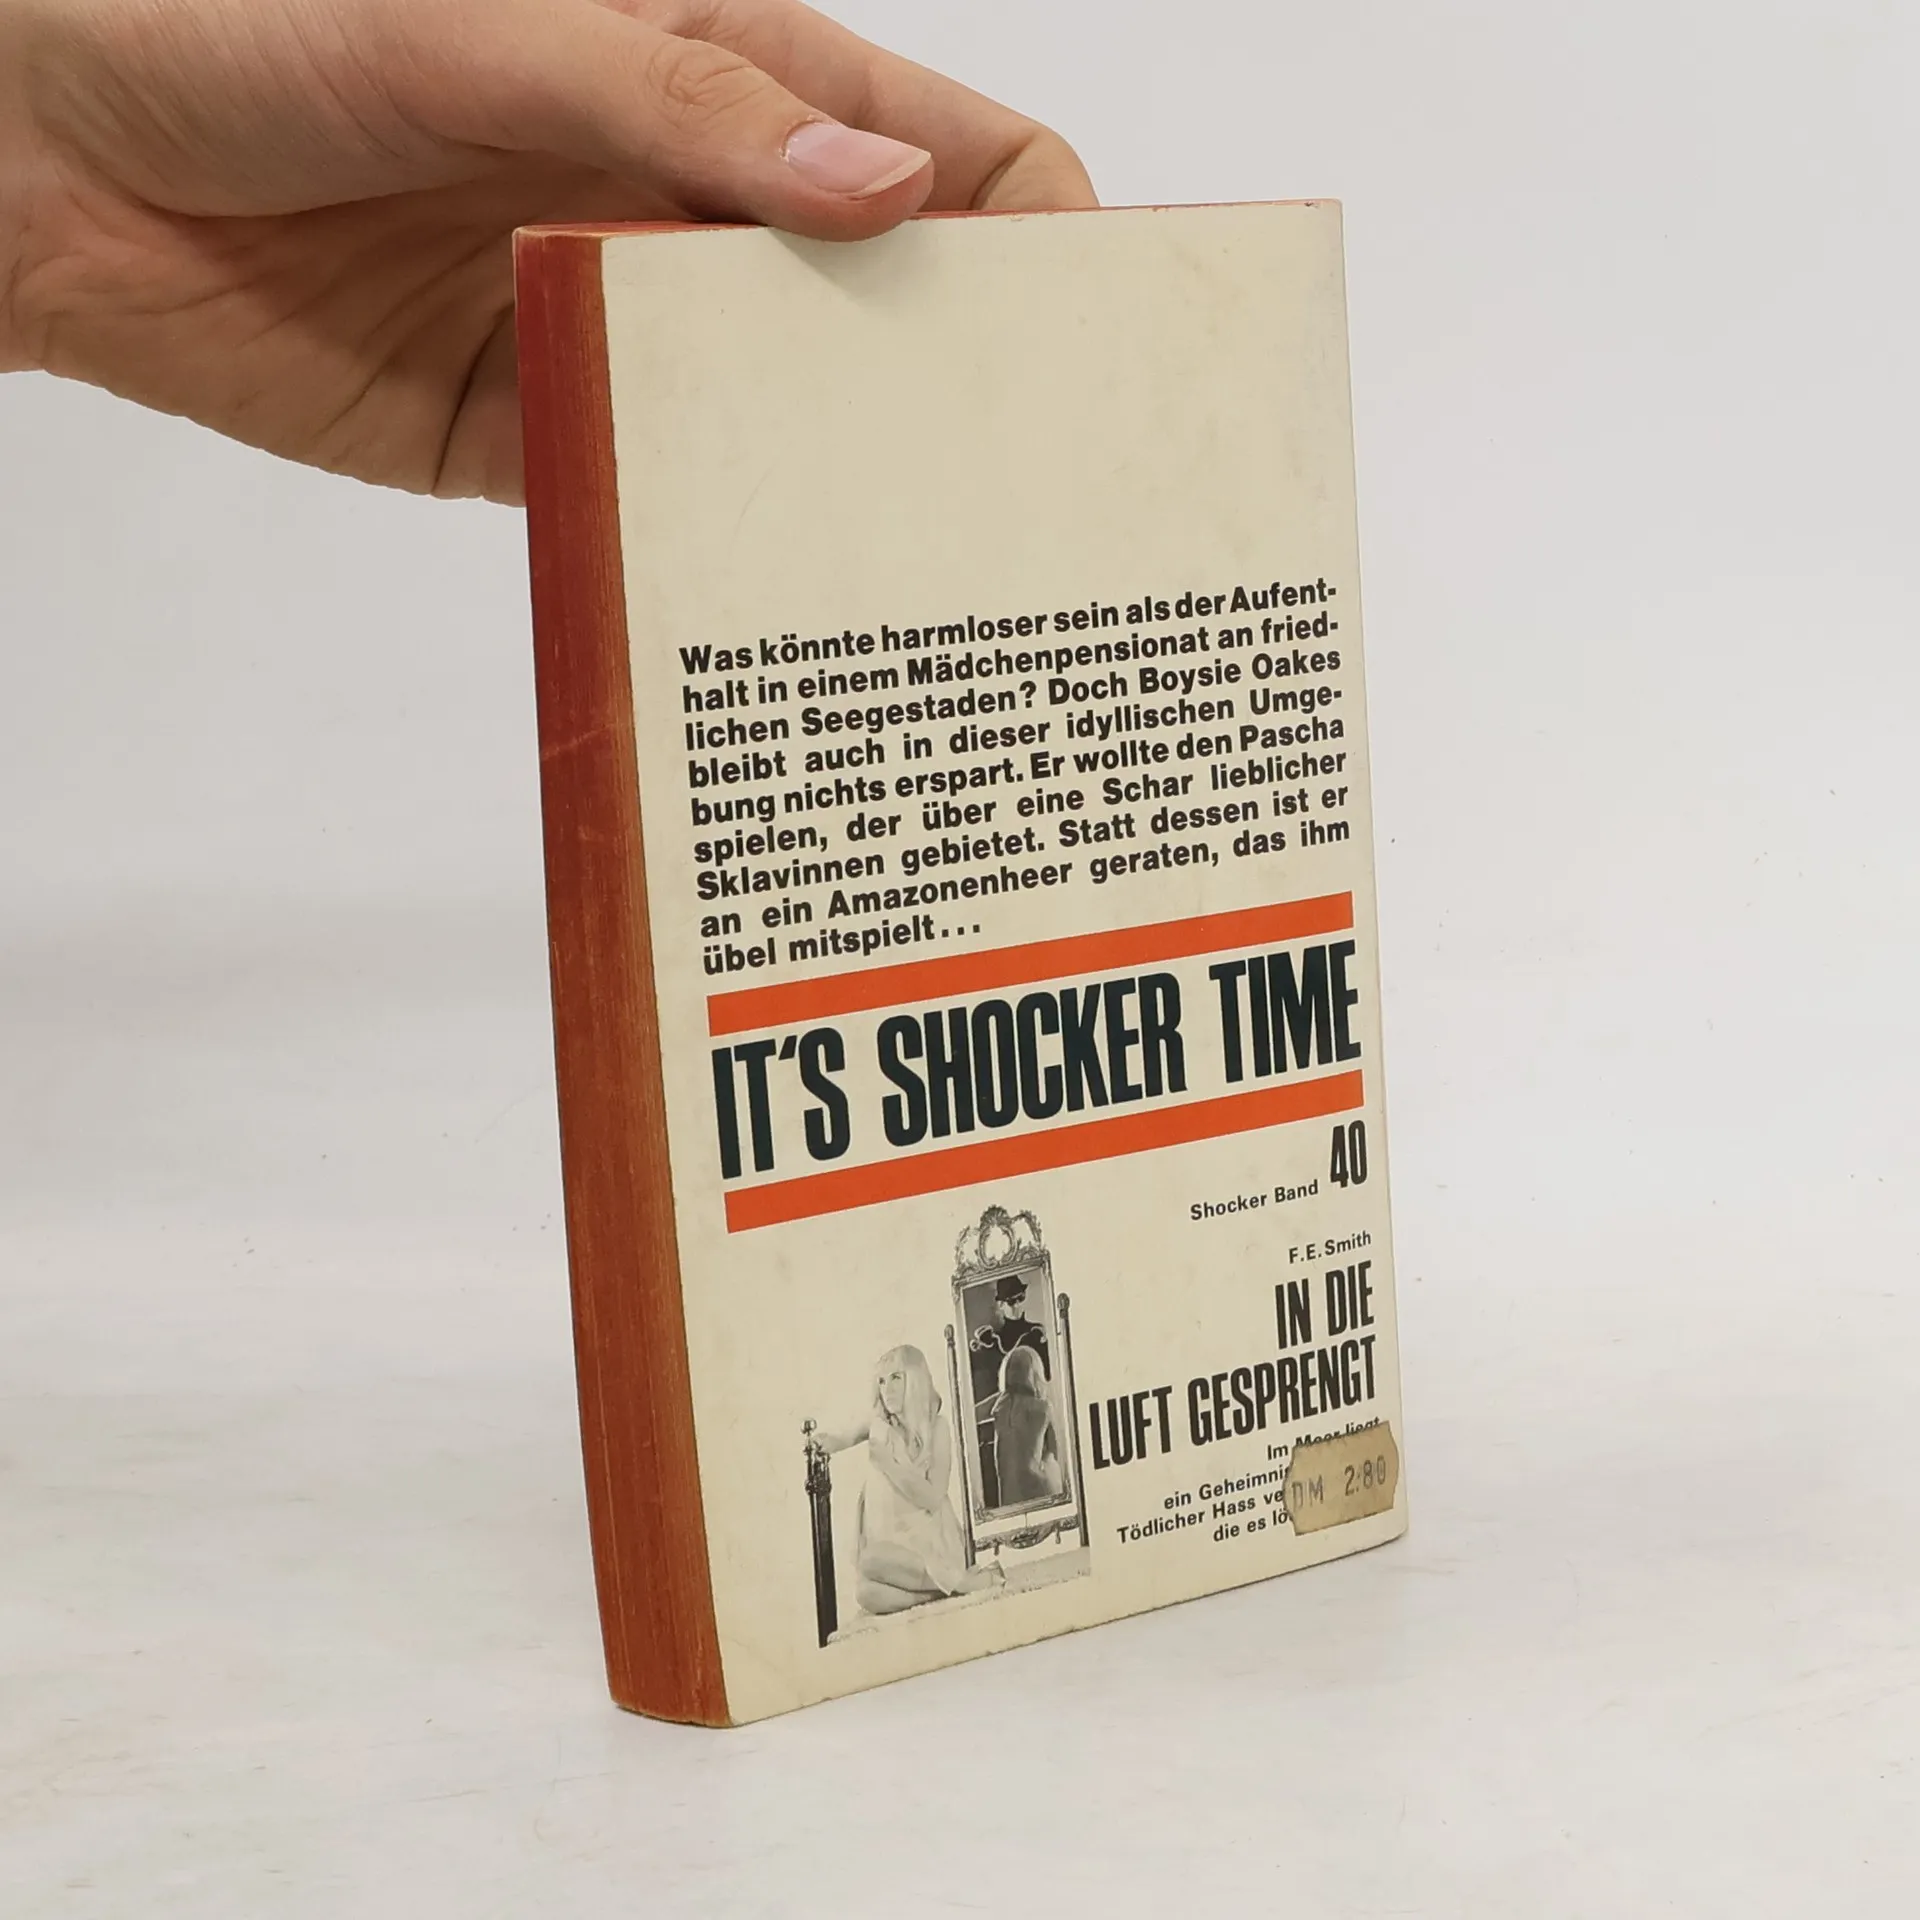 Was könnte harmloser sein als der Aufent-
halt in einem Mädchenpensionat an fried-
lichen Seegestaden? Doch Boysie Oakes
bleibt auch in dieser idyllischen Umge-
bung nichts erspart. Er wollte den Pascha
spielen, der über eine Schar lieblicher
Sklavinnen gebietet. Statt dessen ist er
an ein Amazonenheer geraten, das ihm
übel mitspielt...
IT'S SHOCKER TIME
Shocker Band 40
F.E. Smith
IN DIE
LUFT GESPRENGT
Im Meer liegt
ein Geheimnis
Tödlicher Hass
die es
DM 2.80